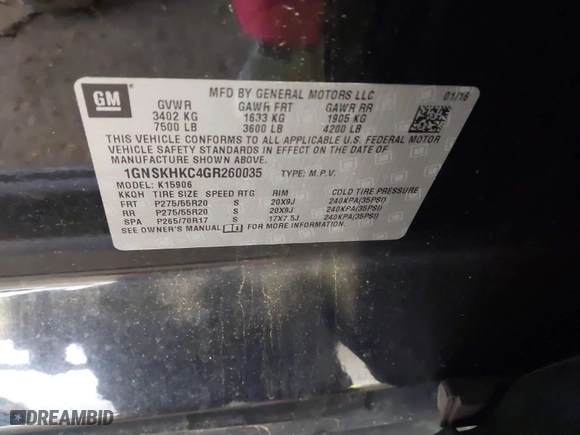 GM
MFD BY GENERAL MOTORS LLC
01/16
GVWR GAWR FRT GAWR RR
3402 KG 1633 KG 1905 KG
7500 LB 3600 LB 4200 LB
THIS VEHICLE CONFORMS TO ALL APPLICABLE U.S. FEDERAL MOTOR
VEHICLE SAFETY STANDARDS IN EFFECT ON THE DATE OF
MANUFACTURE SHOWN ABOVE.
1GNSKHKC4GR260035 TYPE: M.P.V.
MODEL: K15906
KKQH TIRE SIZE SPEED RTG RIM COLD TIRE PRESSURE
FRT P275/55R20 S 20X9J 240KPA(35PSI)
RR P275/55R20 S 20X9J 240KPA(35PSI)
SPA P265/70R17 S 17X7.5J 240KPA(35PSI)
SEE OWNER'S MANUAL FOR MORE INFORMATION.
DREAMBID